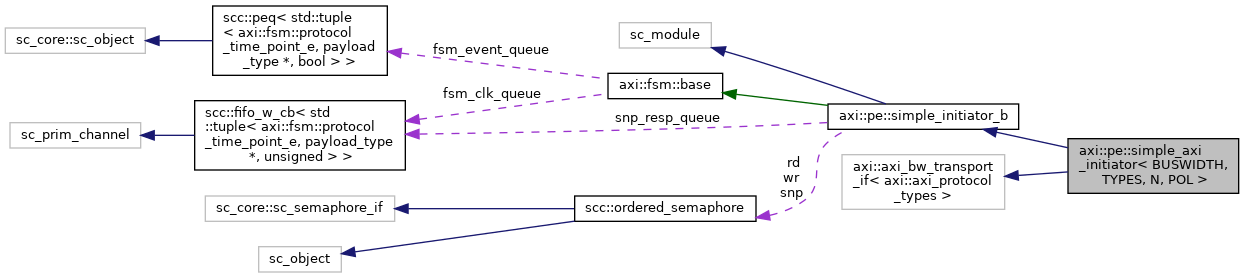 sc_core::sc_object
scc::peq< std::tuple
< axi::fsm::protocol
_time_point_e, payload
_type *, bool > >
fsm_event_queue
sc_module
axi::fsm::base
fsm_clk_queue
sc_prim_channel
scc::fifo_w_cb< std
::tuple< axi::fsm::protocol
_time_point_e, payload_type
*, unsigned > >
snp_resp_queue
axi::pe::simple_initiator_b
axi::pe::simple_axi
_initiator< BUSWIDTH,
TYPES, N, POL >
rd
wr
snp
axi::axi_bw_transport
_if< axi::axi_protocol
_types >
sc_core::sc_semaphore_if
scc::ordered_semaphore
sc_object